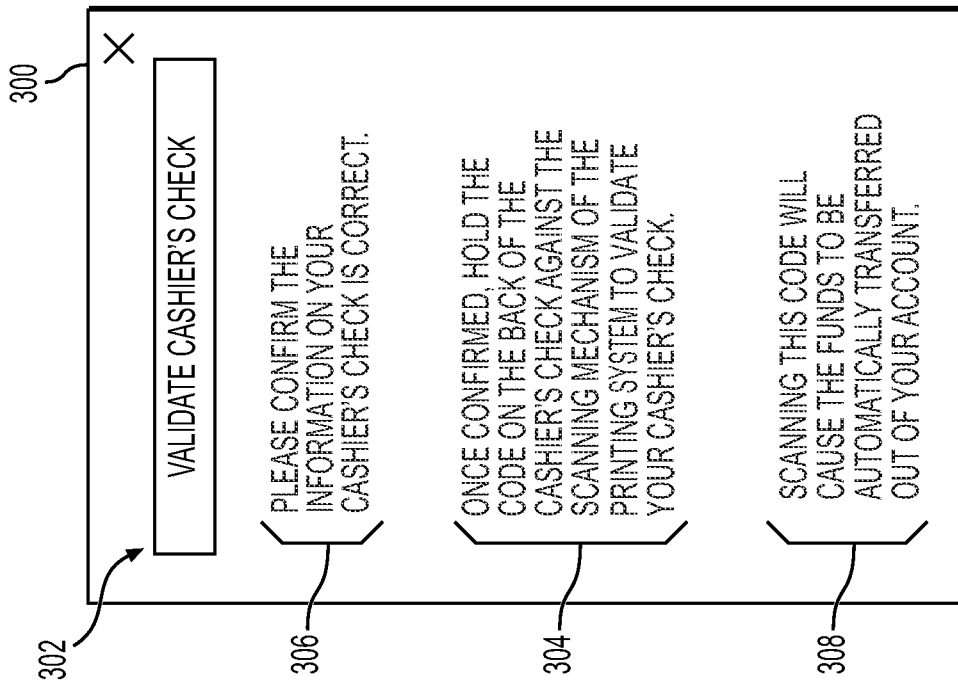 300
X
302
VALIDATE CASHIER'S CHECK
306
PLEASE CONFIRM THE
INFORMATION ON YOUR
CASHIER'S CHECK IS CORRECT.
304
ONCE CONFIRMED, HOLD THE
CODE ON THE BACK OF THE
CASHIER'S CHECK AGAINST THE
SCANNING MECHANISM OF THE
PRINTING SYSTEM TO VALIDATE
YOUR CASHIER'S CHECK.
308
SCANNING THIS CODE WILL
CAUSE THE FUNDS TO BE
AUTOMATICALLY TRANSFERRED
OUT OF YOUR ACCOUNT.